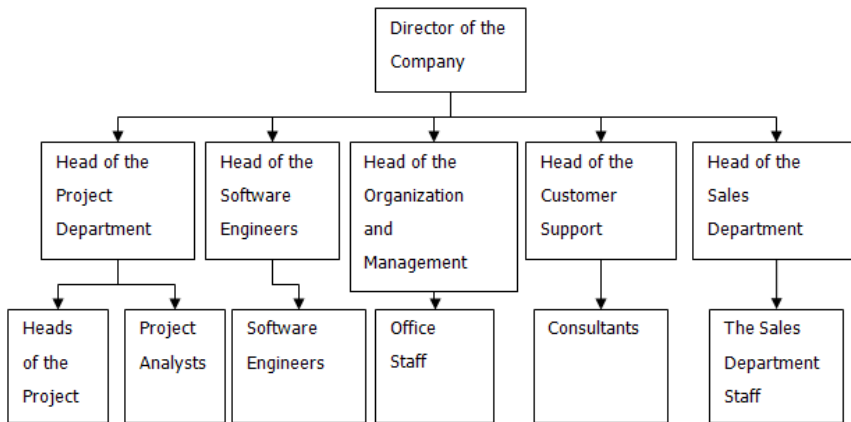 Director of the
Company
Head of the
Project
Department
Head of the
Software
Engineers
Head of the
Organization
and
Management
Head of the
Customer
Support
Head of the
Sales
Department
Heads
of the
Project
Project
Analysts
Software
Engineers
Office
Staff
Consultants
The Sales
Department
Staff